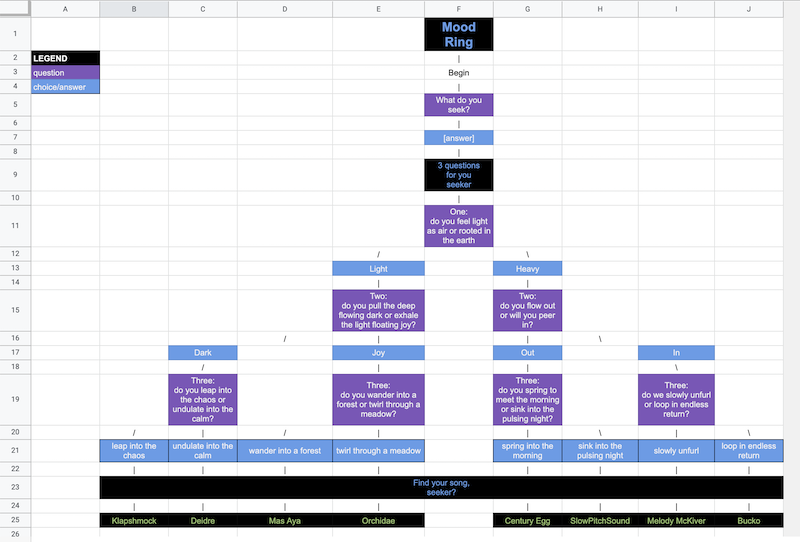 A B C D E F G H I J
1 Mood
Ring
2 LEGEND |
3 question Begin
4 choice/answer |
5 What do you
seek?
6 |
7 [answer]
8 |
9 3 questions
for you
seeker
10 |
11 One:
do you feel light
as air or rooted in
the earth
12 / \
13 Light Heavy
14 | |
15 Two:
do you pull the deep
flowing dark or exhale
the light floating joy?
Two:
do you flow out
or will you peer
in?
16 / | | \
17 Dark Joy Out In
18 / | | \
19 Three:
do you leap into
the chaos or
undulate into the
calm?
Three:
do you wander into a
forest or twirl through a
meadow?
Three:
do you spring to
meet the morning
or sink into the
pulsing night?
Three:
do we slowly unfurl
or loop in endless
return?
20 / | / | | \ | \
21 leap into the
chaos
undulate into the
calm
wander into a forest
twirl through a meadow
spring into the
morning
sink into the
pulsing night
slowly unfurl
loop in endless
return
22 | | | | | | | |
23 Find your song,
seeker?
24 | | | | | | | |
25 Klapshmock Deidre Mas Aya Orchidae Century Egg SlowPitchSound Melody McKiver Bucko
26